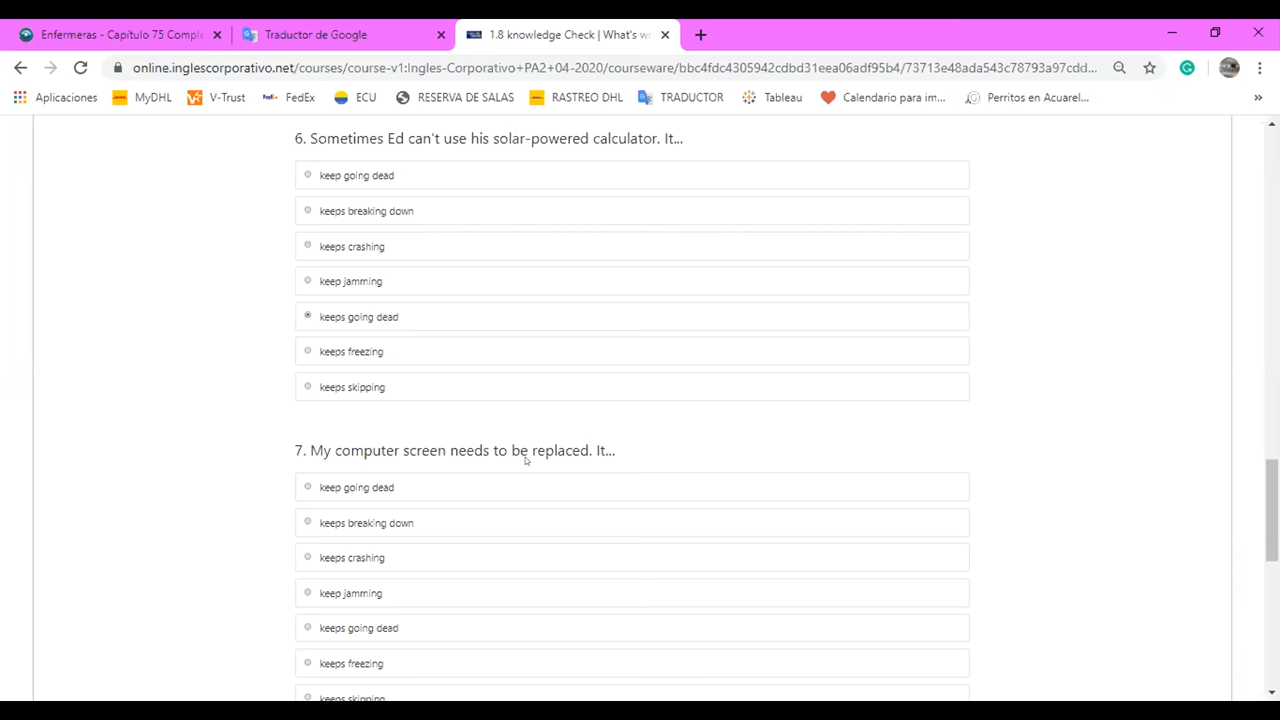 Enfermeras - Capítulo 75 Comple
Traductor de Google
1.8 knowledge Check | What's wr
online.inglescorporativo.net/courses/course-v1:Ingles-Corporativo+PA2+04-2020/courseware/bbc4fdc4305942cdbd31eea06adf95b4/73713e48ada543c78793a97cdd...
Aplicaciones
MyDHL
V-Trust
FedEx
ECU
RESERVA DE SALAS
RASTREO DHL
TRADUCTOR
Tableau
Calendario para im...
Perritos en Acuarel...
6. Sometimes Ed can't use his solar-powered calculator. It...
keep going dead
keeps breaking down
keeps crashing
keep jamming
keeps going dead
keeps freezing
keeps skipping
7. My computer screen needs to be replaced. It...
keep going dead
keeps breaking down
keeps crashing
keep jamming
keeps going dead
keeps freezing
keeps skipping